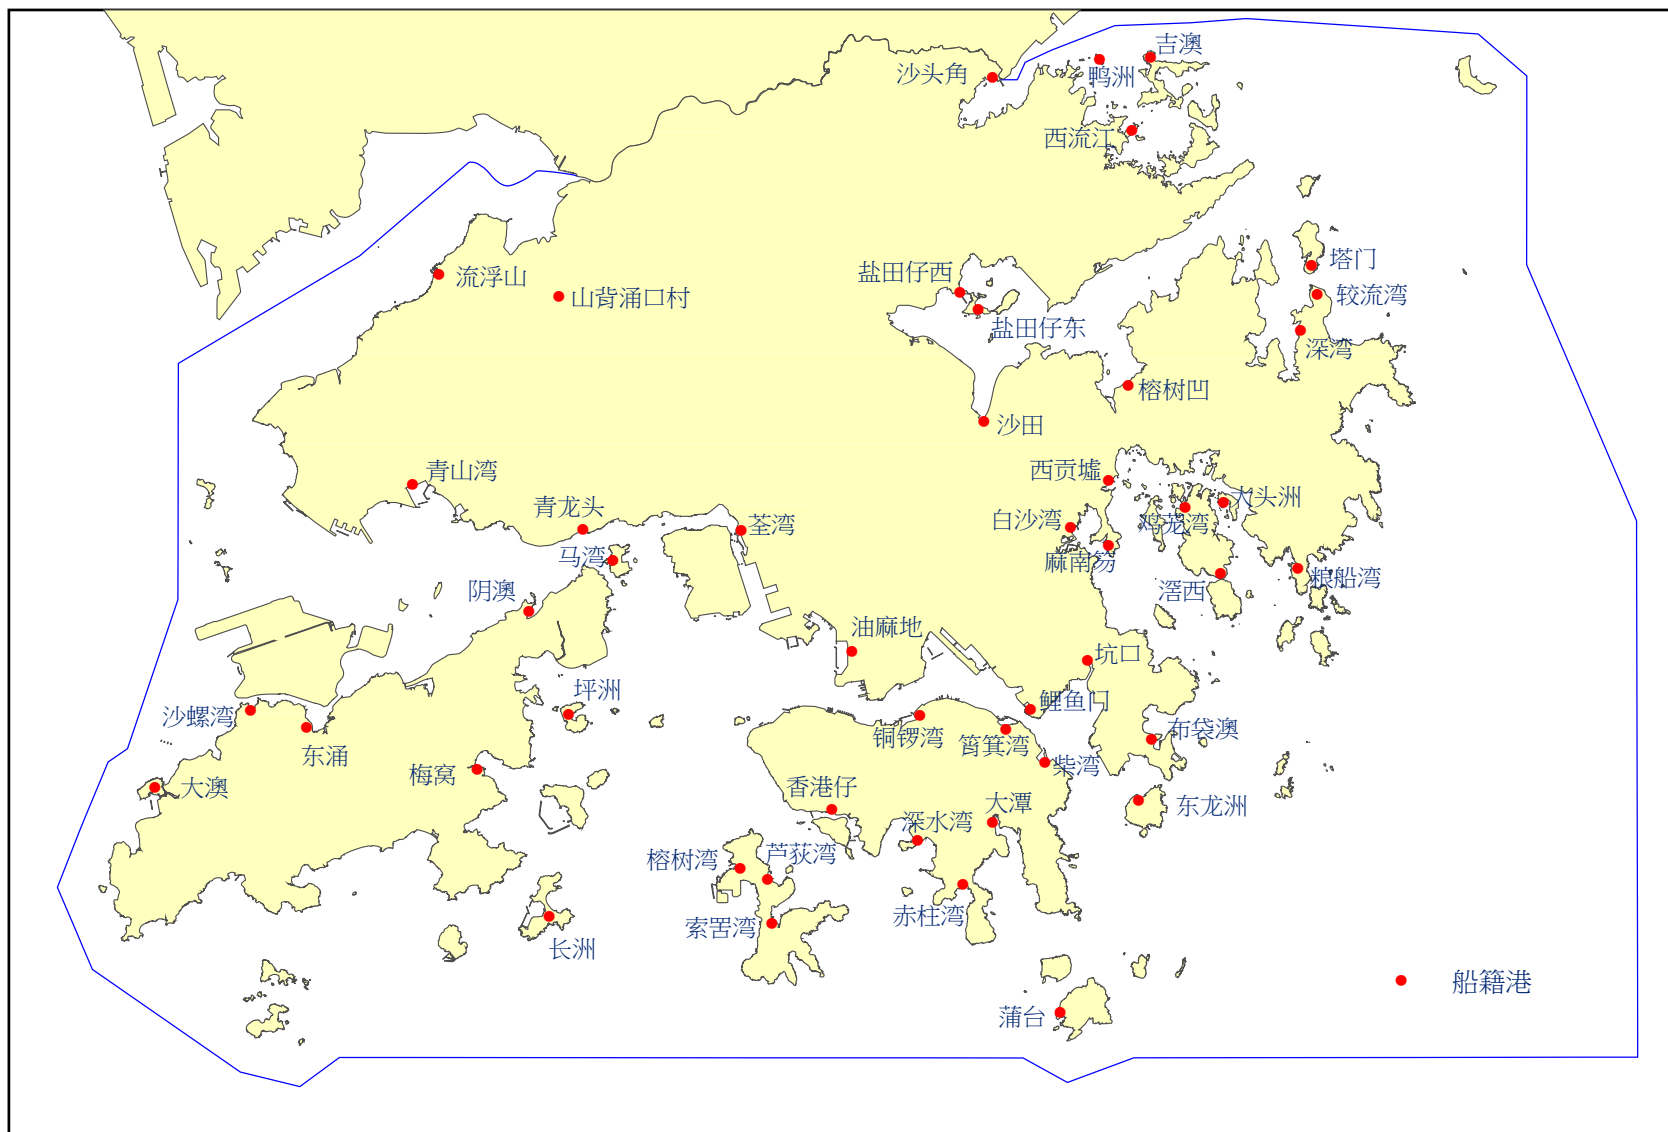 吉澳
沙头角
鸭洲
西流江
塔门
流浮山
盐田仔西
山背涌口村
较流湾
盐田仔东
深湾
榕树凹
沙田
青山湾
西贡墟
大头洲
青龙头
荃湾
白沙湾
鸡笼湾
马湾
麻南笏
粮船湾
阴澳
滘西
油麻地
坑口
坪洲
鲤鱼门
沙螺湾
布袋澳
铜锣湾
筲箕湾
东涌
梅窝
柴湾
大澳
香港仔
大潭
东龙洲
深水湾
芦荻湾
榕树湾
赤柱湾
索罟湾
长洲
船籍港
蒲台